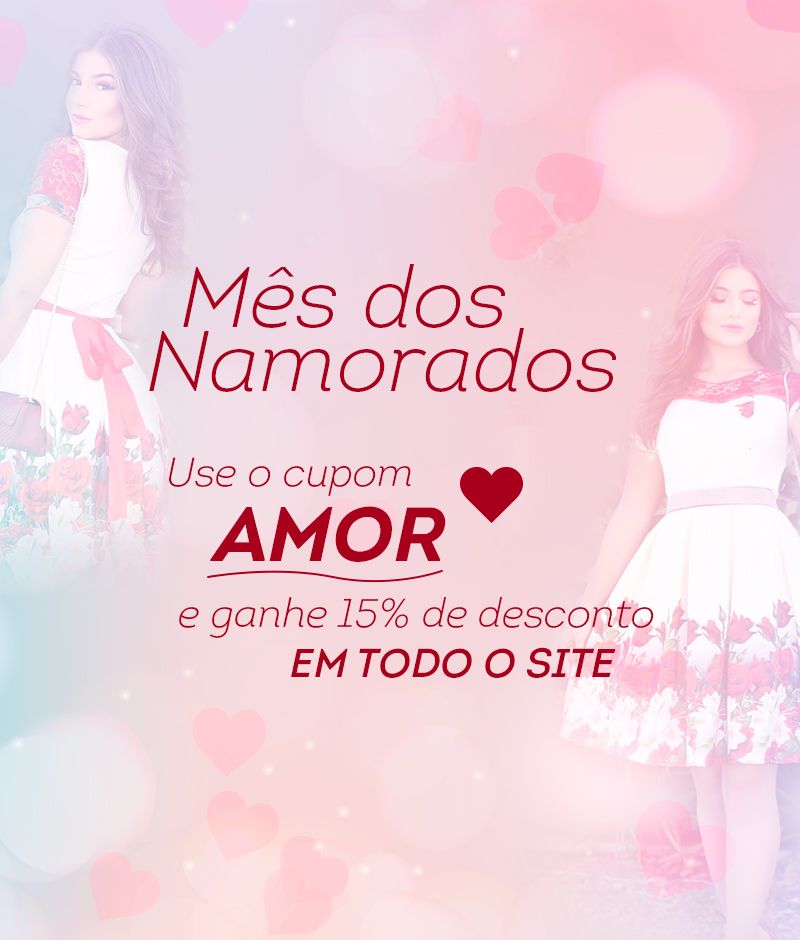 Mês dos
Namorados
Use o cupom
AMOR
e ganhe 15% de desconto
EM TODO O SITE